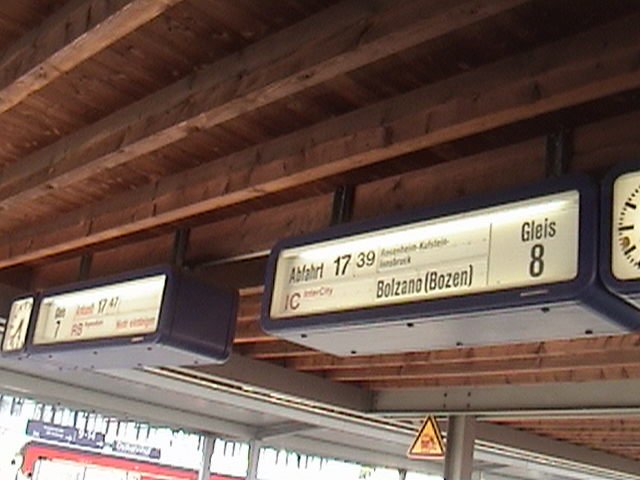 Gleis
7
Ankunft 17 47
RB
Nicht einsteigen
Abfahrt 17 39
Rosenheim-Kufstein-
Innsbruck
IC InterCity
Bolzano (Bozen)
Gleis
8